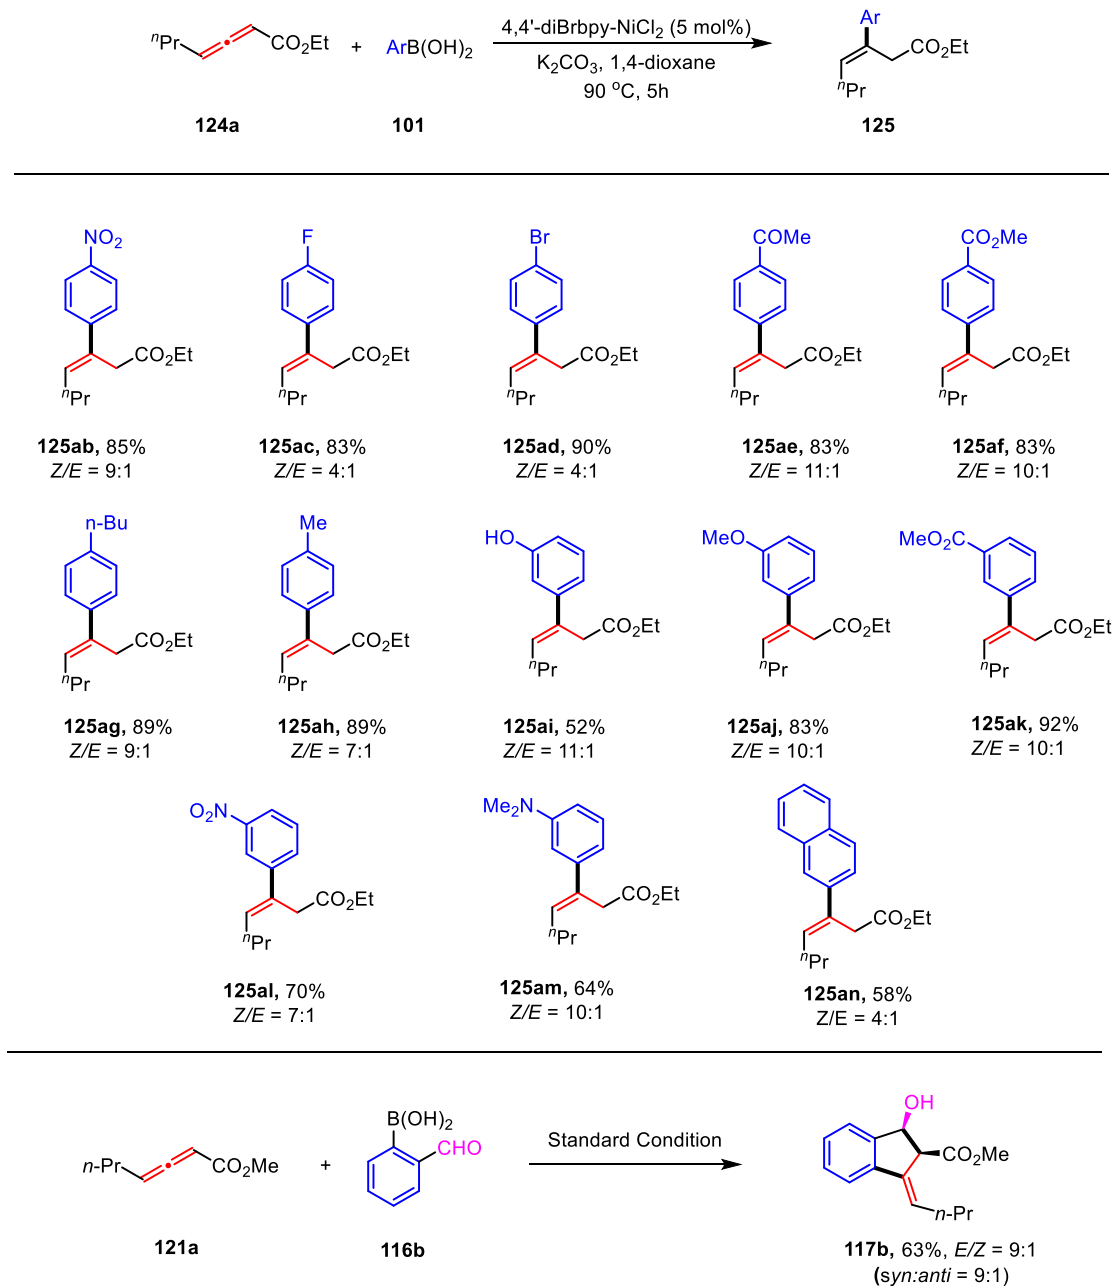 ⁿPr CO₂Et + ArB(OH)₂ 4,4'-diBrbpy-NiCl₂ (5 mol%) Ar CO₂Et
K₂CO₃, 1,4-dioxane
90 ºC, 5h ⁿPr
124a 101 125
NO₂ F Br COMe CO₂Me
CO₂Et CO₂Et CO₂Et CO₂Et CO₂Et
ⁿPr ⁿPr ⁿPr ⁿPr ⁿPr
125ab, 85% 125ac, 83% 125ad, 90% 125ae, 83% 125af, 83%
Z/E = 9:1 Z/E = 4:1 Z/E = 4:1 Z/E = 11:1 Z/E = 10:1
n-Bu Me HO MeO MeO₂C
CO₂Et CO₂Et CO₂Et CO₂Et CO₂Et
ⁿPr ⁿPr ⁿPr ⁿPr ⁿPr
125ag, 89% 125ah, 89% 125ai, 52% 125aj, 83% 125ak, 92%
Z/E = 9:1 Z/E = 7:1 Z/E = 11:1 Z/E = 10:1 Z/E = 10:1
O₂N Me₂N
CO₂Et CO₂Et CO₂Et
ⁿPr ⁿPr ⁿPr
125al, 70% 125am, 64% 125an, 58%
Z/E = 7:1 Z/E = 10:1 Z/E = 4:1
n-Pr CO₂Me + B(OH)₂ CHO Standard Condition OH CO₂Me
n-Pr
121a 116b 117b, 63%, E/Z = 9:1
(syn:anti = 9:1)